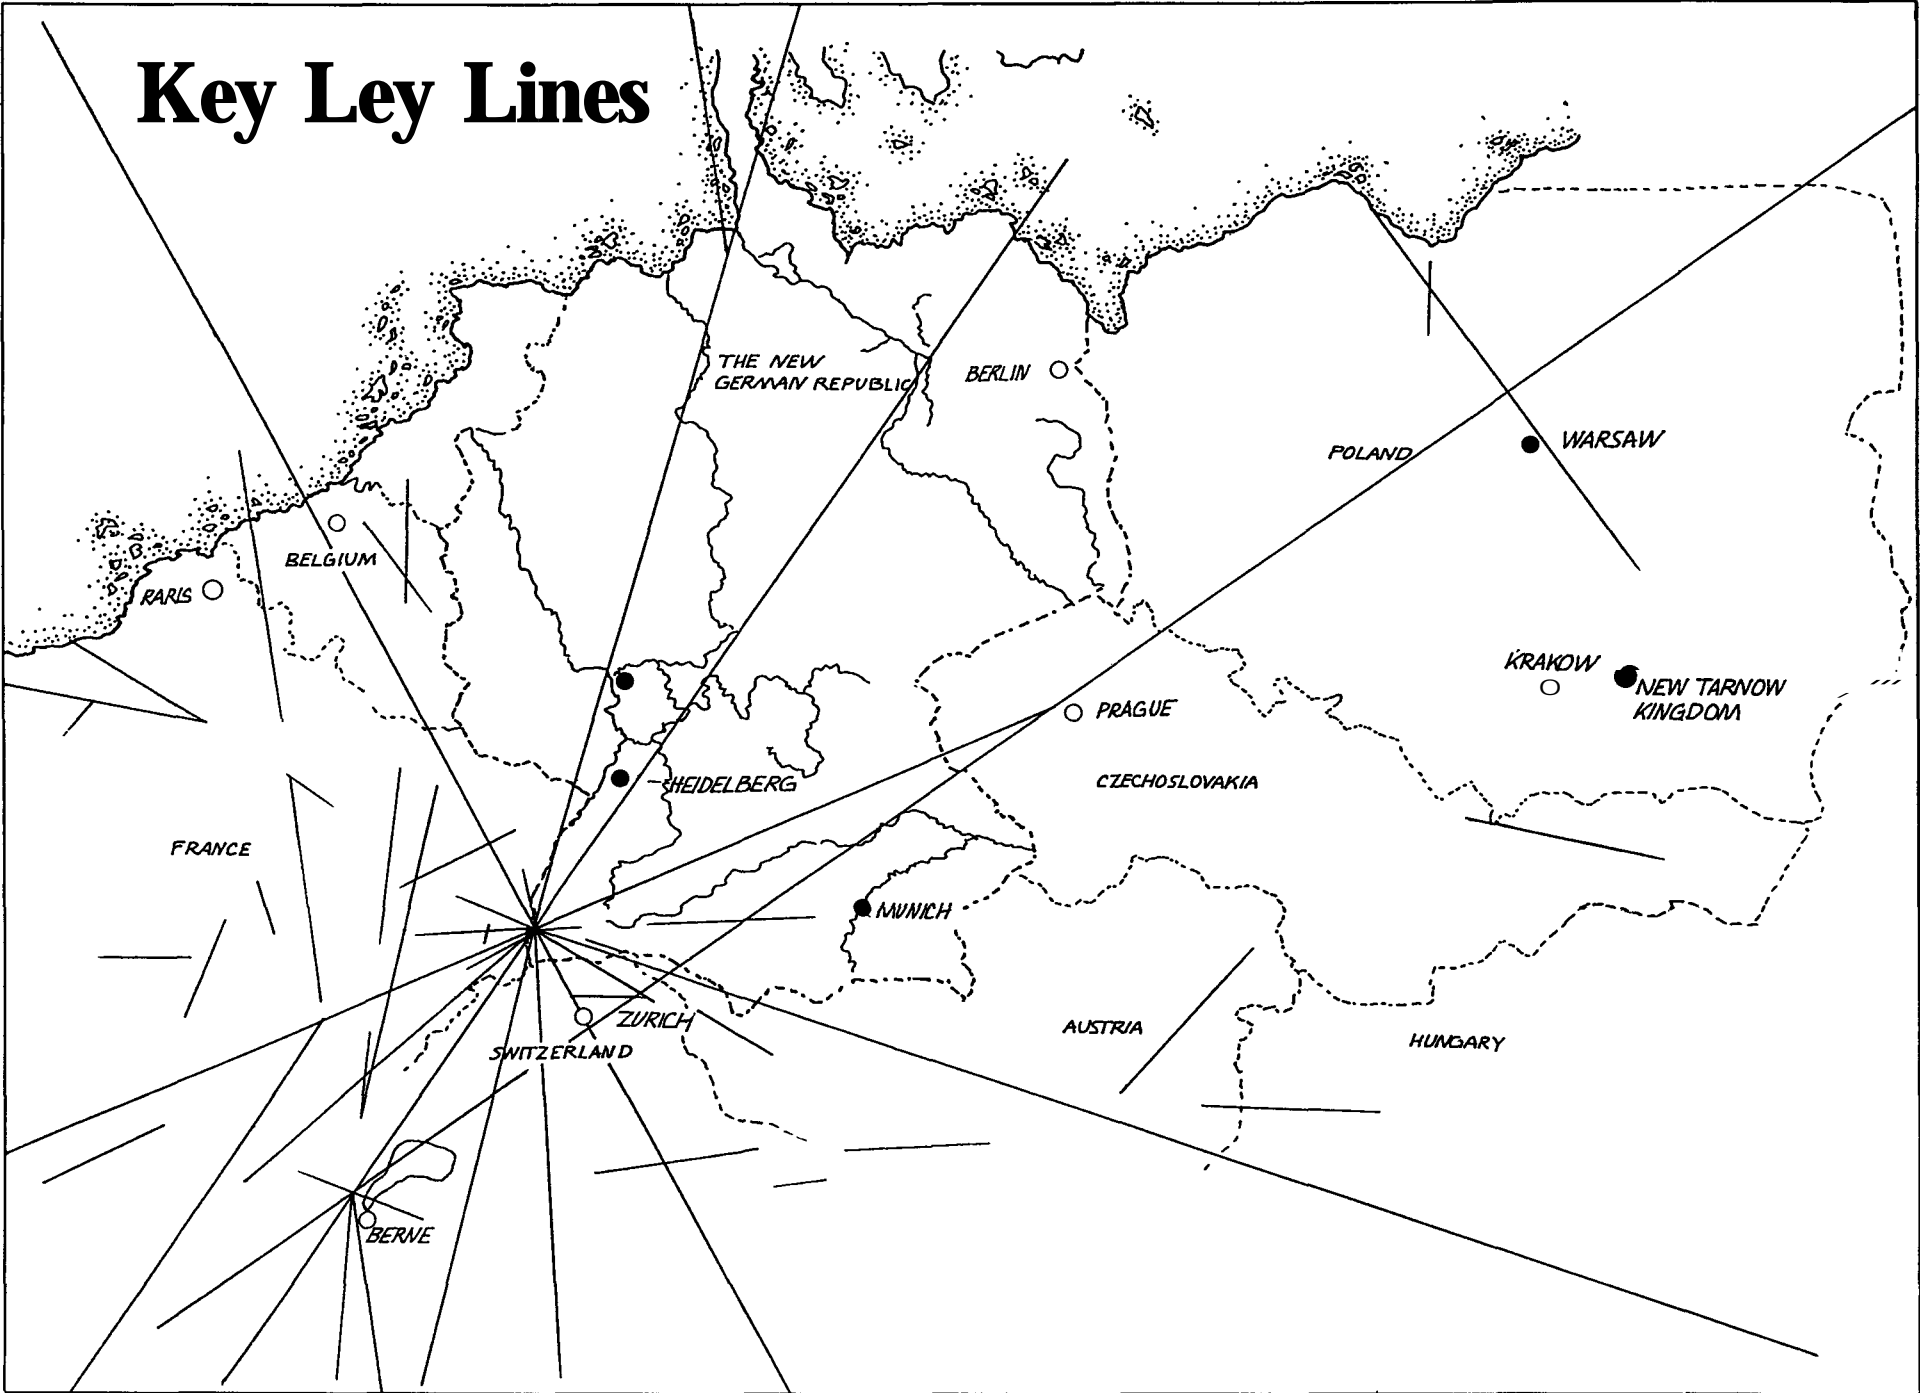 Key Ley Lines
THE NEW
GERMAN REPUBLIC
BERLIN
POLAND
WARSAW
BELGIUM
RARIS
KRAKOW
NEW TARNOW
KINGDOM
PRAGUE
HEIDELBERG
CZECHOSLOVAKIA
FRANCE
MUNICH
ZURICH
SWITZERLAND
AUSTRIA
HUNGARY
BERNE